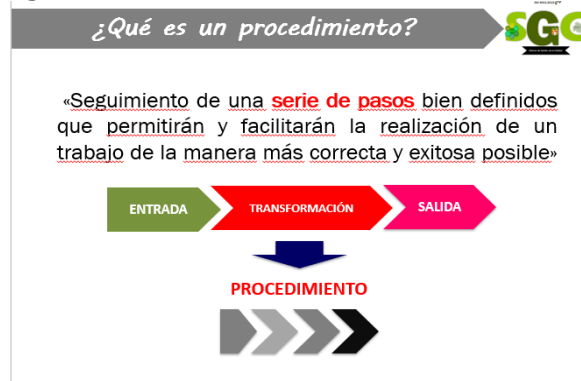 ¿Qué es un procedimiento?
SGC
«Seguimiento de una serie de pasos bien definidos
que permitirán y facilitarán la realización de un
trabajo de la manera más correcta y exitosa posible»
ENTRADA
TRANSFORMACIÓN
SALIDA
PROCEDIMIENTO